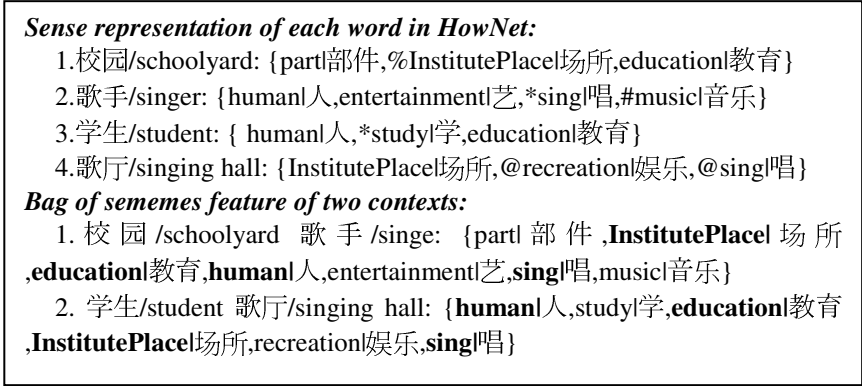 Sense representation of each word in HowNet:
1.校园/schoolyard: {part|部件,%InstitutePlace|场所,education|教育}
2.歌手/singer: {human|人,entertainment|艺,*sing|唱,#music|音乐}
3.学生/student: { human|人,*study|学,education|教育}
4.歌厅/singing hall: {InstitutePlace|场所,@recreation|娱乐,@sing|唱}
Bag of sememes feature of two contexts:
1. 校 园 /schoolyard 歌 手 /singe: {part| 部 件 ,InstitutePlace| 场 所
,education|教育,human|人,entertainment|艺,sing|唱,music|音乐}
2. 学生/student 歌厅/singing hall: {human|人,study|学,education|教育
,InstitutePlace|场所,recreation|娱乐,sing|唱}